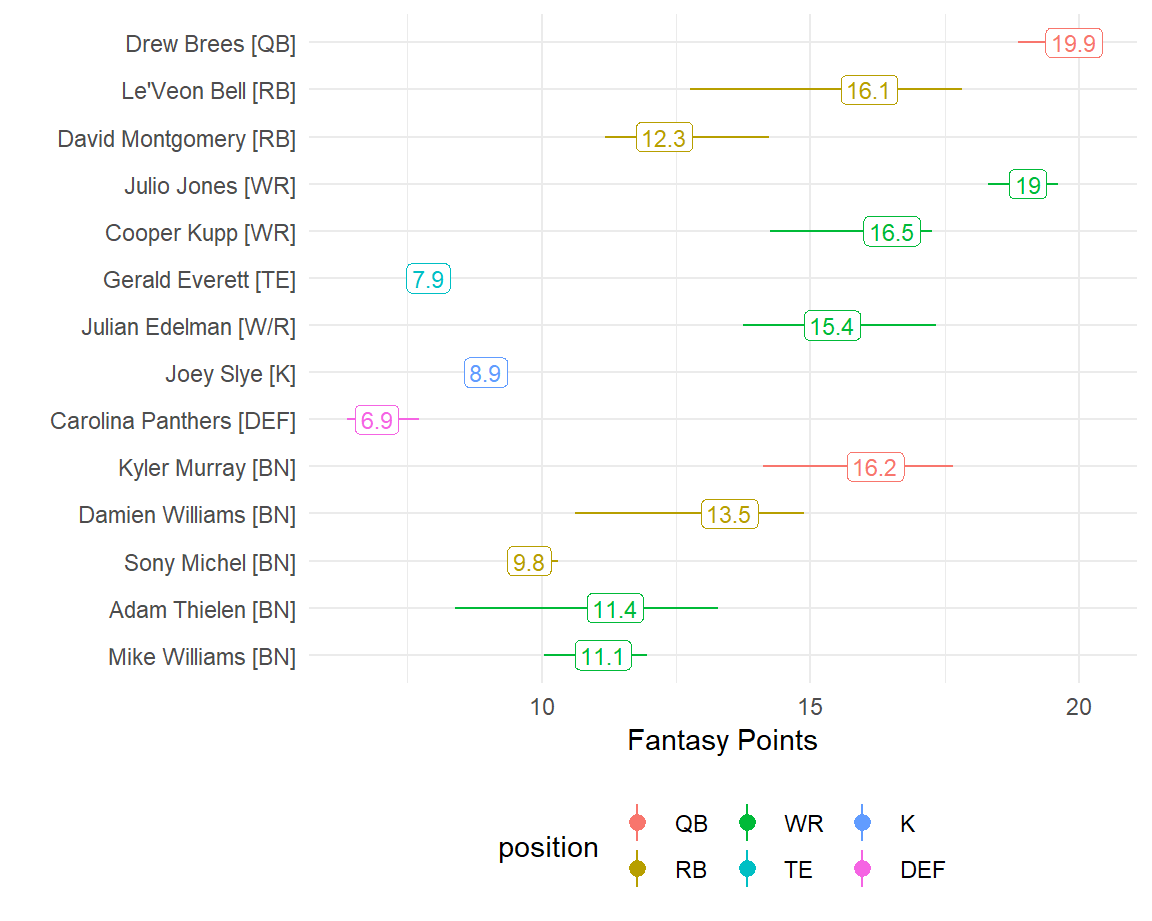 Drew Brees [QB] 19.9
Le'Veon Bell [RB] 16.1
David Montgomery [RB] 12.3
Julio Jones [WR] 19
Cooper Kupp [WR] 16.5
Gerald Everett [TE] 7.9
Julian Edelman [W/R] 15.4
Joey Slye [K] 8.9
Carolina Panthers [DEF] 6.9
Kyler Murray [BN] 16.2
Damien Williams [BN] 13.5
Sony Michel [BN] 9.8
Adam Thielen [BN] 11.4
Mike Williams [BN] 11.1
10 15 20
Fantasy Points
position
QB WR K
RB TE DEF